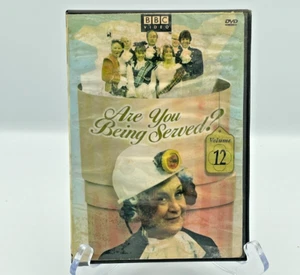 BBC
VIDEO
DVD
Are You
Being Served?
Volume
12